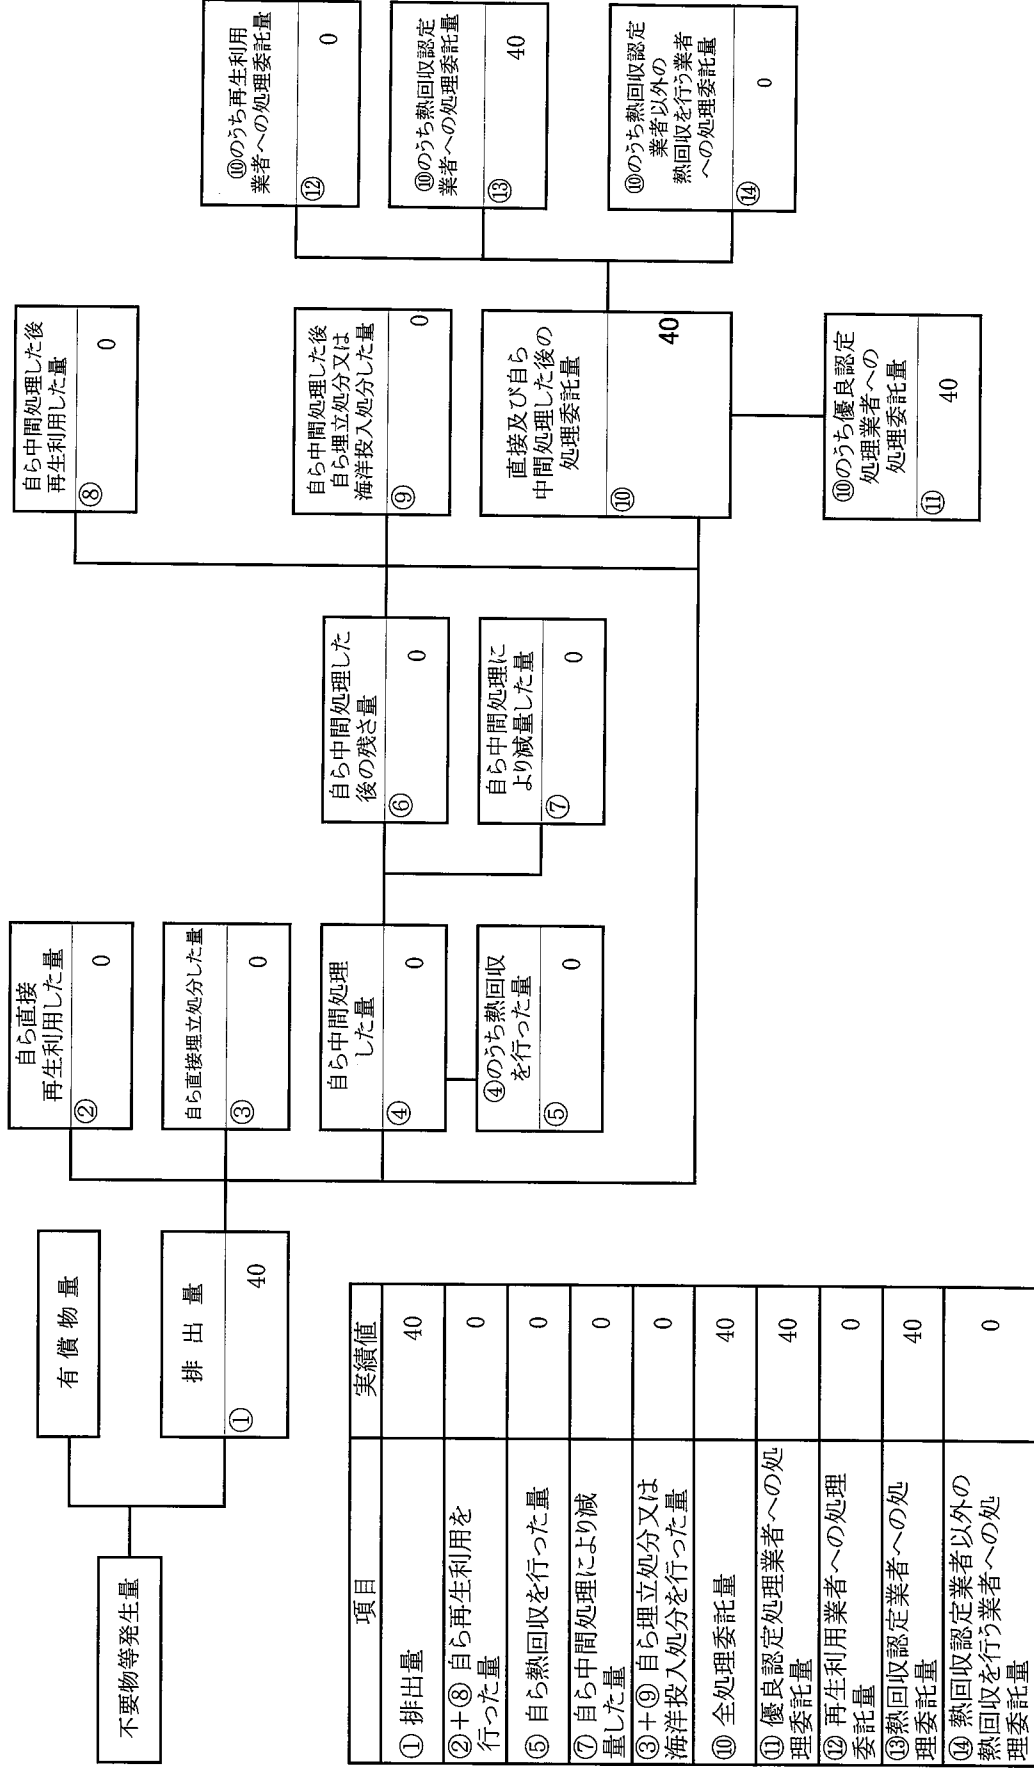 不要物等発生量
有償物量
排出量
①
40
自ら直接
再生利用した量
②
0
自ら直接埋立処分した量
③
0
自ら中間処理
した量
④
0
④のうち熱回収
を行った量
⑤
0
自ら中間処理した
後の残さ量
⑥
0
自ら中間処理に
より減量した量
⑦
0
自ら中間処理した後
再生利用した量
⑧
0
自ら中間処理した後
自ら埋立処分又は
海洋投入処分した量
⑨
0
直接及び自ら
中間処理した後の
処理委託量
⑩
40
⑩のうち優良認定
処理業者への
処理委託量
⑪
40
⑩のうち再生利用
業者への処理委託量
⑫
0
⑩のうち熱回収認定
業者への処理委託量
⑬
40
⑩のうち熱回収認定
業者以外の
熱回収を行う業者
への処理委託量
⑭
0
項目 実績値
① 排出量 40
②+⑧ 自ら再生利用を
行った量 0
⑤ 自ら熱回収を行った量 0
⑦ 自ら中間処理により減
量した量 0
③+⑨ 自ら埋立処分又は
海洋投入処分を行った量 0
⑩ 全処理委託量 40
⑪ 優良認定処理業者への処
理委託量 40
⑫ 再生利用業者への処理
委託量 0
⑬熱回収認定業者への処
理委託量 40
⑭ 熱回収認定業者以外の
熱回収を行う業者への処
理委託量 0